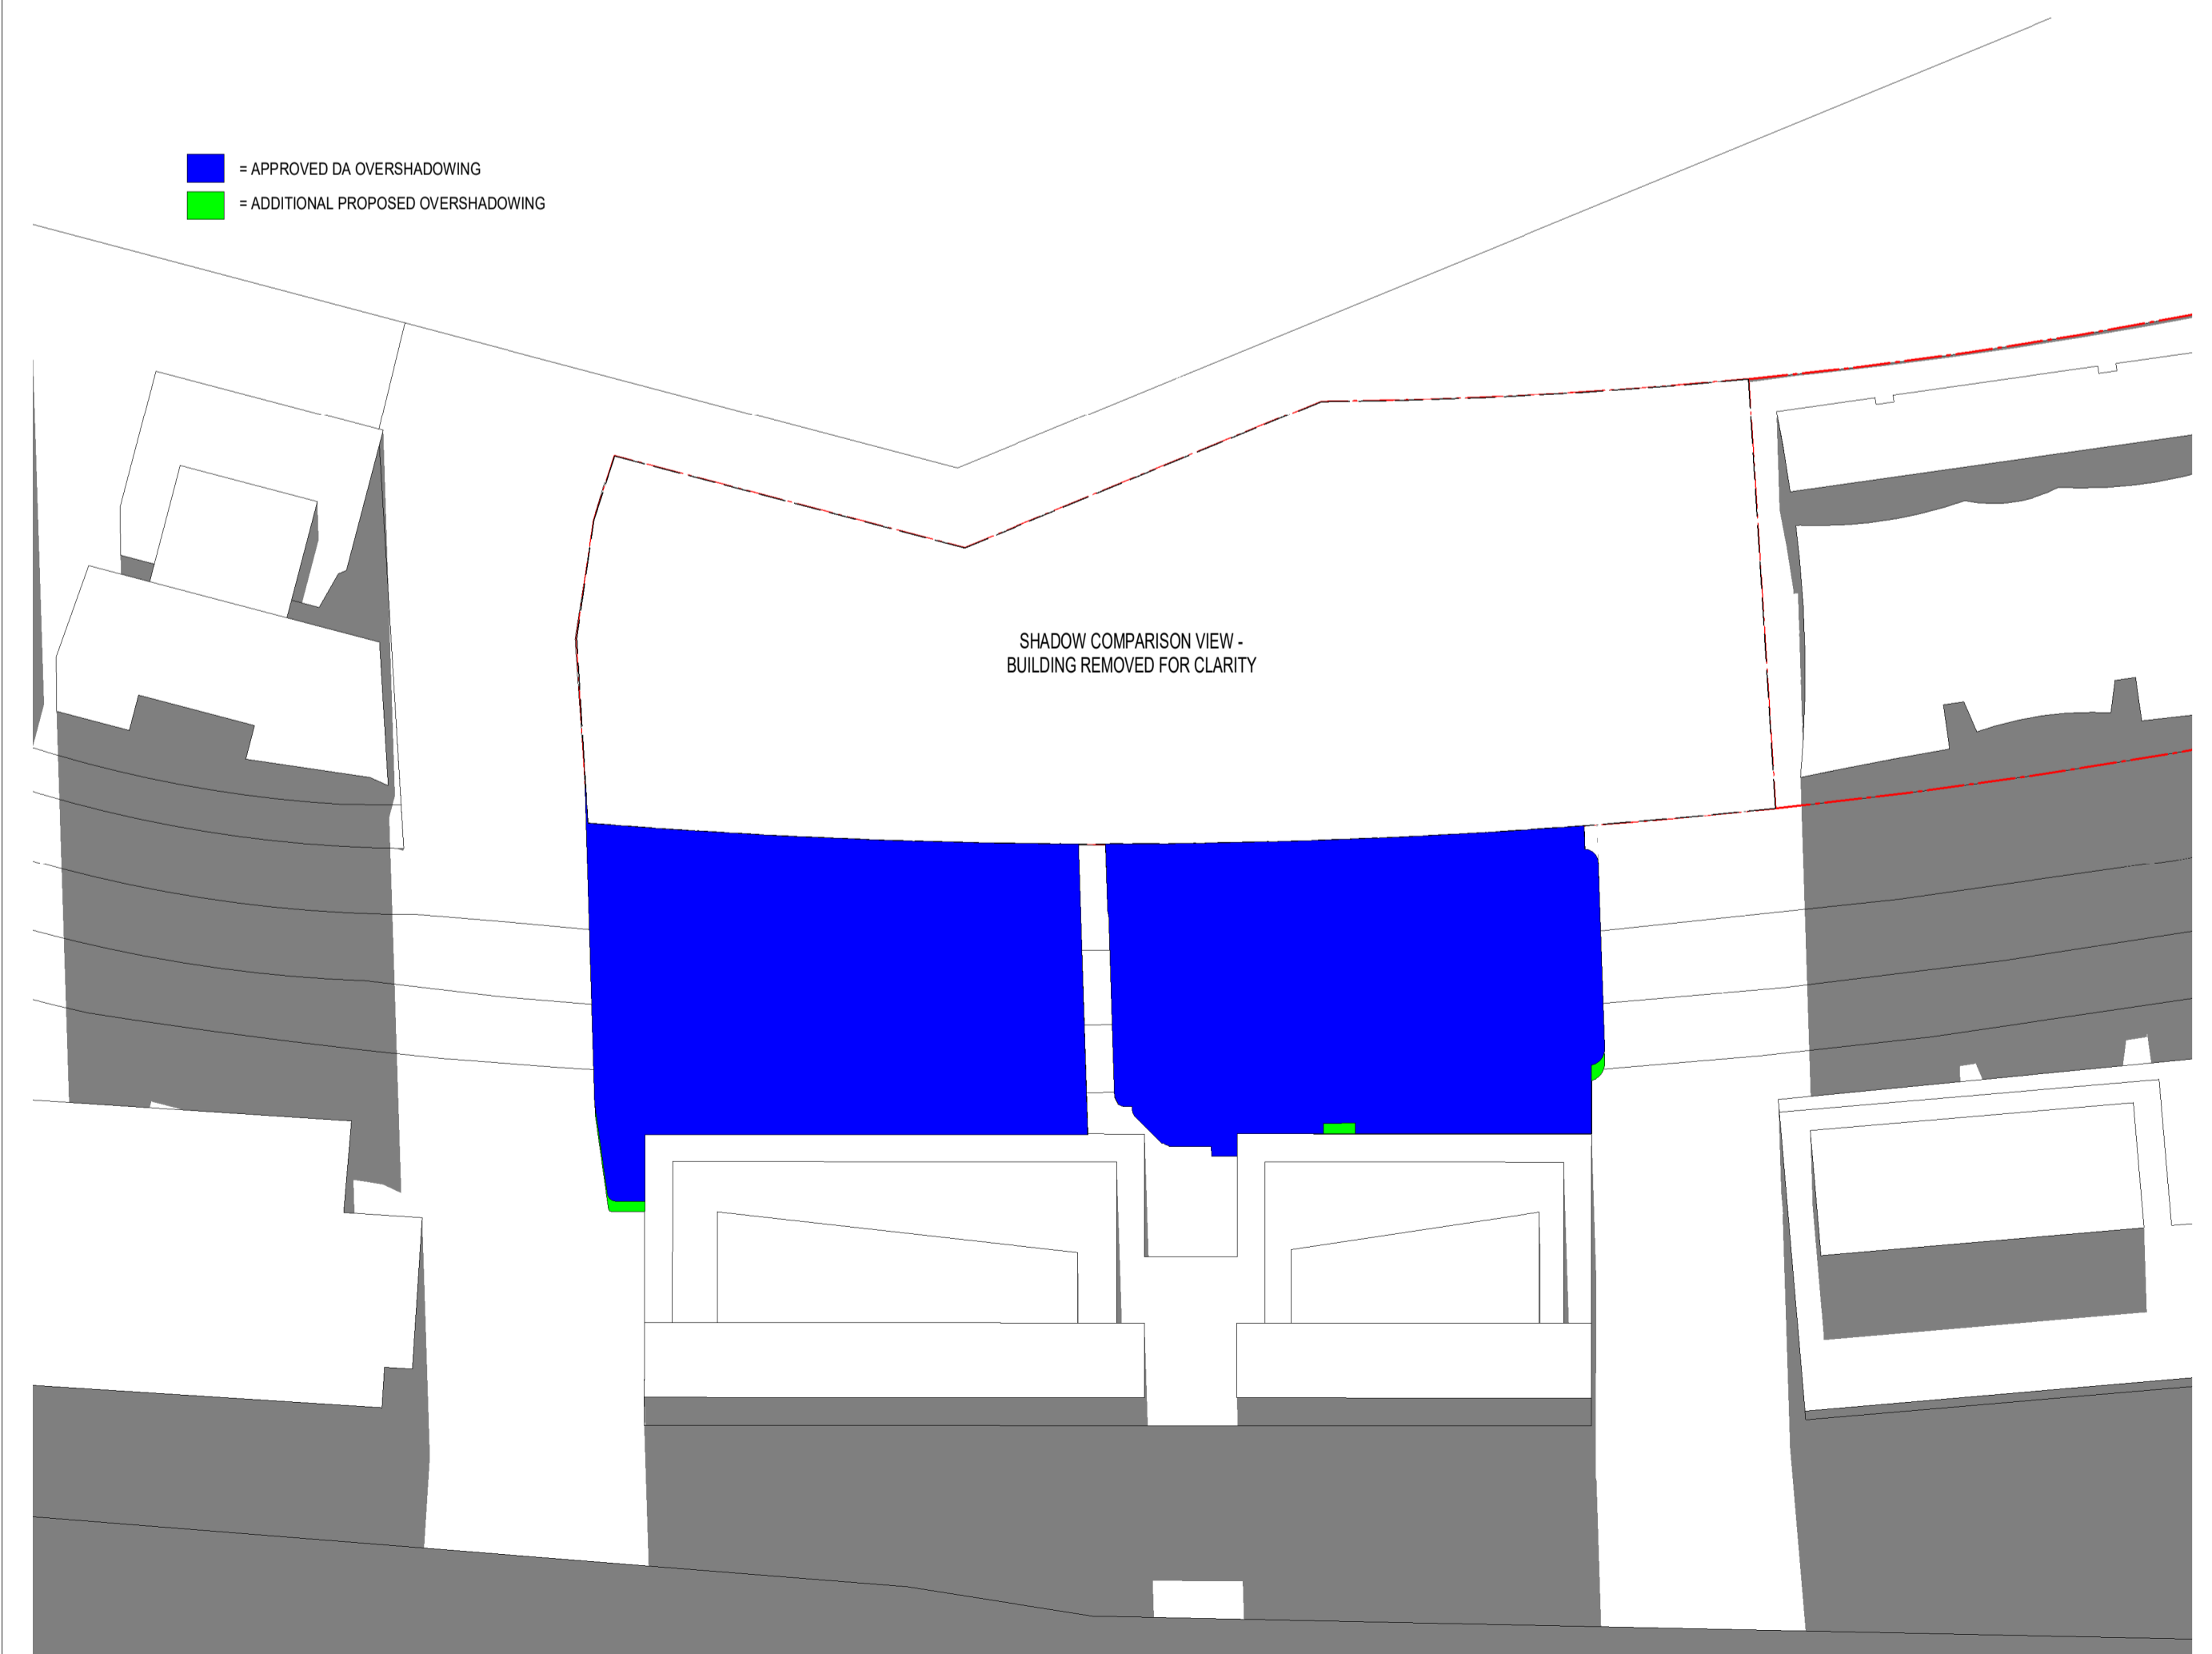 = APPROVED DA OVERSHADOWING
= ADDITIONAL PROPOSED OVERSHADOWING
SHADOW COMPARISON VIEW -
BUILDING REMOVED FOR CLARITY